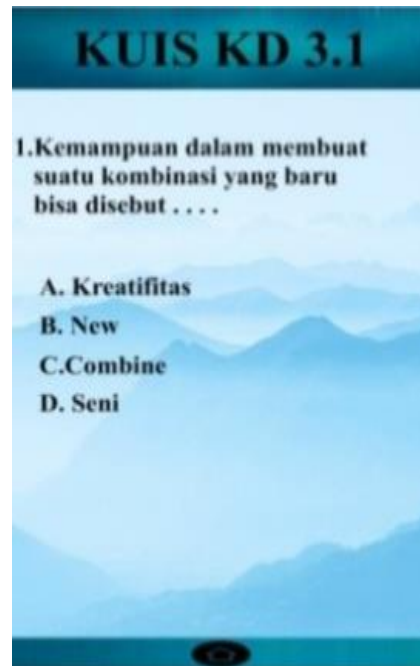 KUIS KD 3.1
1.Kemampuan dalam membuat
suatu kombinasi yang baru
bisa disebut . . . .
A. Kreatifitas
B. New
C.Combine
D. Seni